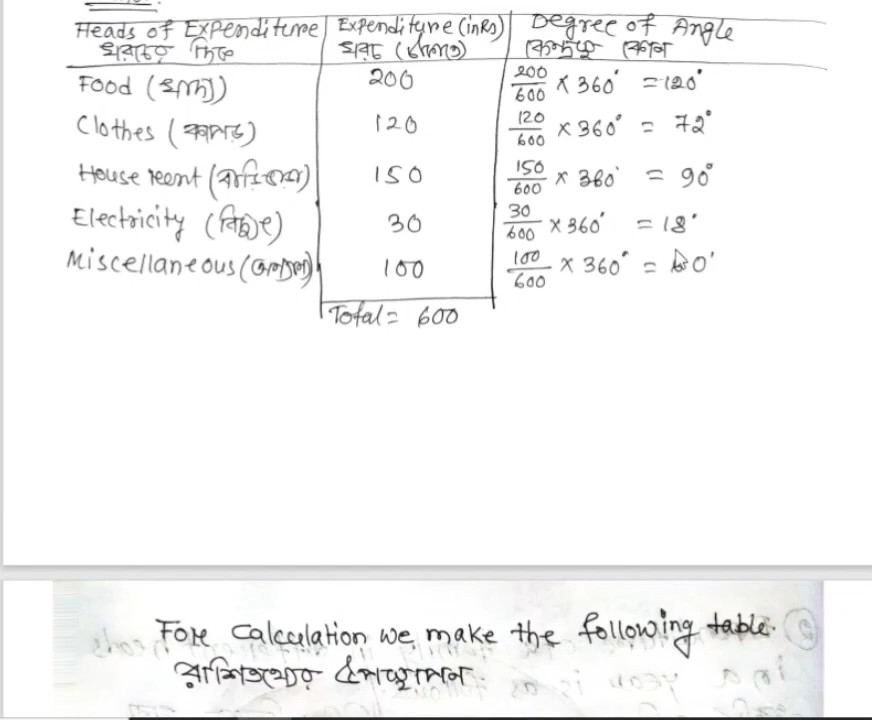 Heads of Expenditure | Expenditure (in Rs) | Degree of Angle
খরচের দিক | খরচ (টাকাত) | কেন্দ্রীয় কোণ
Food (খাদ্য) 200 200/600 × 360° = 120°
Clothes (কাপোৰ) 120 120/600 × 360° = 72°
House rent 150 150/600 × 360° = 90°
Electricity (বিদ্যুৎ) 30 30/600 × 360° = 18°
Miscellaneous 100 100/600 × 360° = 60°
Total = 600
For calculation we make the following table.